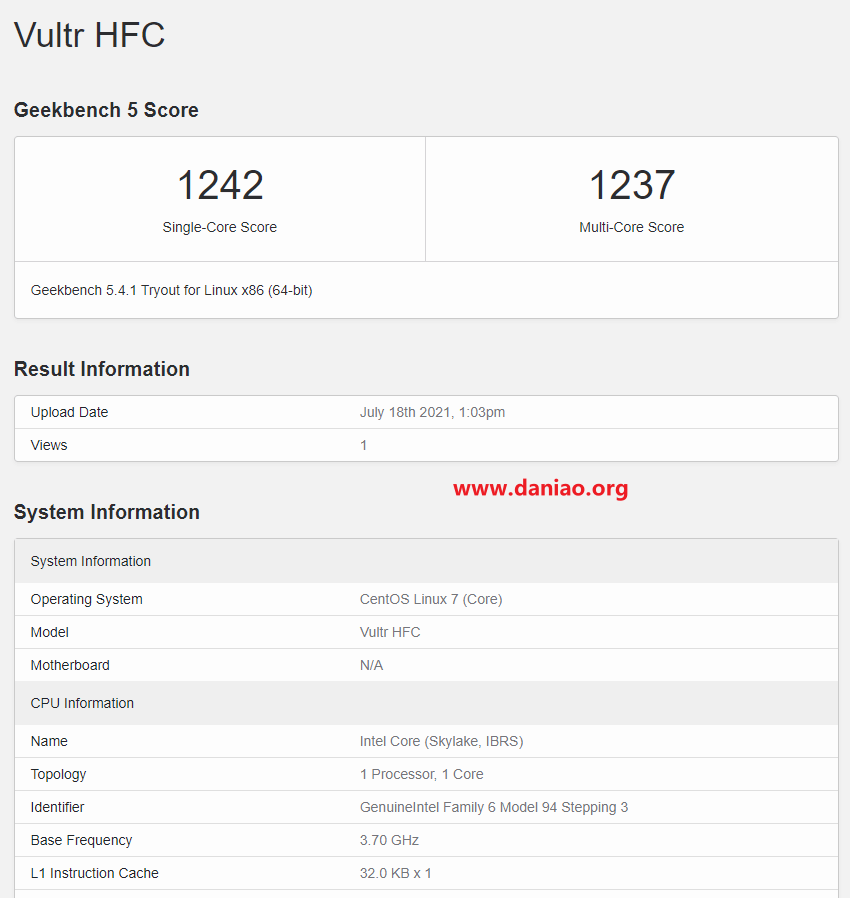 Vultr HFC
Geekbench 5 Score
1242 1237
Single-Core Score Multi-Core Score
Geekbench 5.4.1 Tryout for Linux x86 (64-bit)
Result Information
Upload Date July 18th 2021, 1:03pm
Views 1
www.daniao.org
System Information
System Information
Operating System CentOS Linux 7 (Core)
Model Vultr HFC
Motherboard N/A
CPU Information
Name Intel Core (Skylake, IBRS)
Topology 1 Processor, 1 Core
Identifier GenuineIntel Family 6 Model 94 Stepping 3
Base Frequency 3.70 GHz
L1 Instruction Cache 32.0 KB x 1